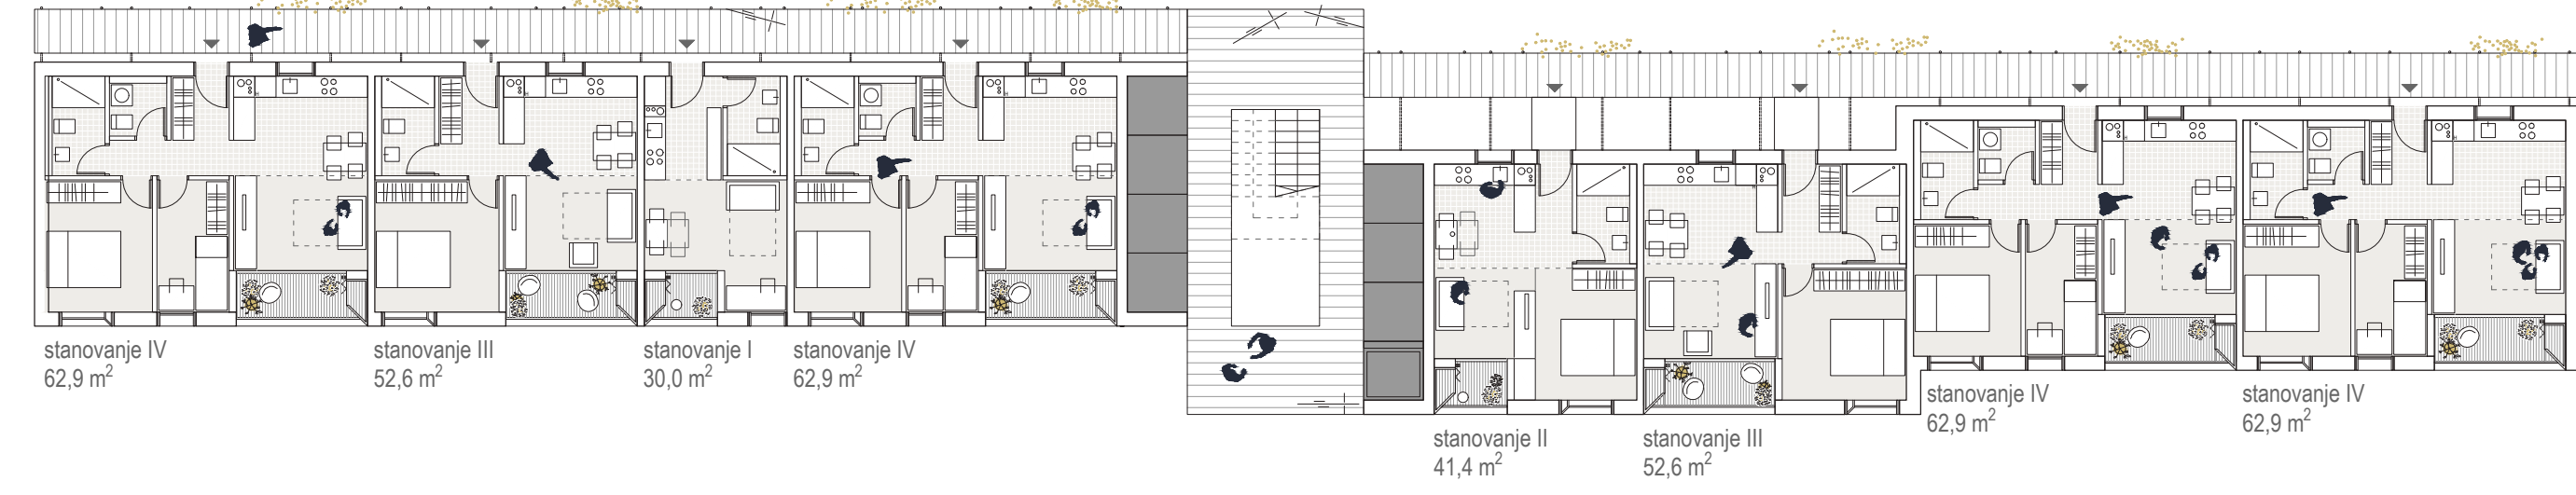 stanovanje IV
62,9 m²
stanovanje III
52,6 m²
stanovanje I
30,0 m²
stanovanje IV
62,9 m²
stanovanje II
41,4 m²
stanovanje III
52,6 m²
stanovanje IV
62,9 m²
stanovanje IV
62,9 m²